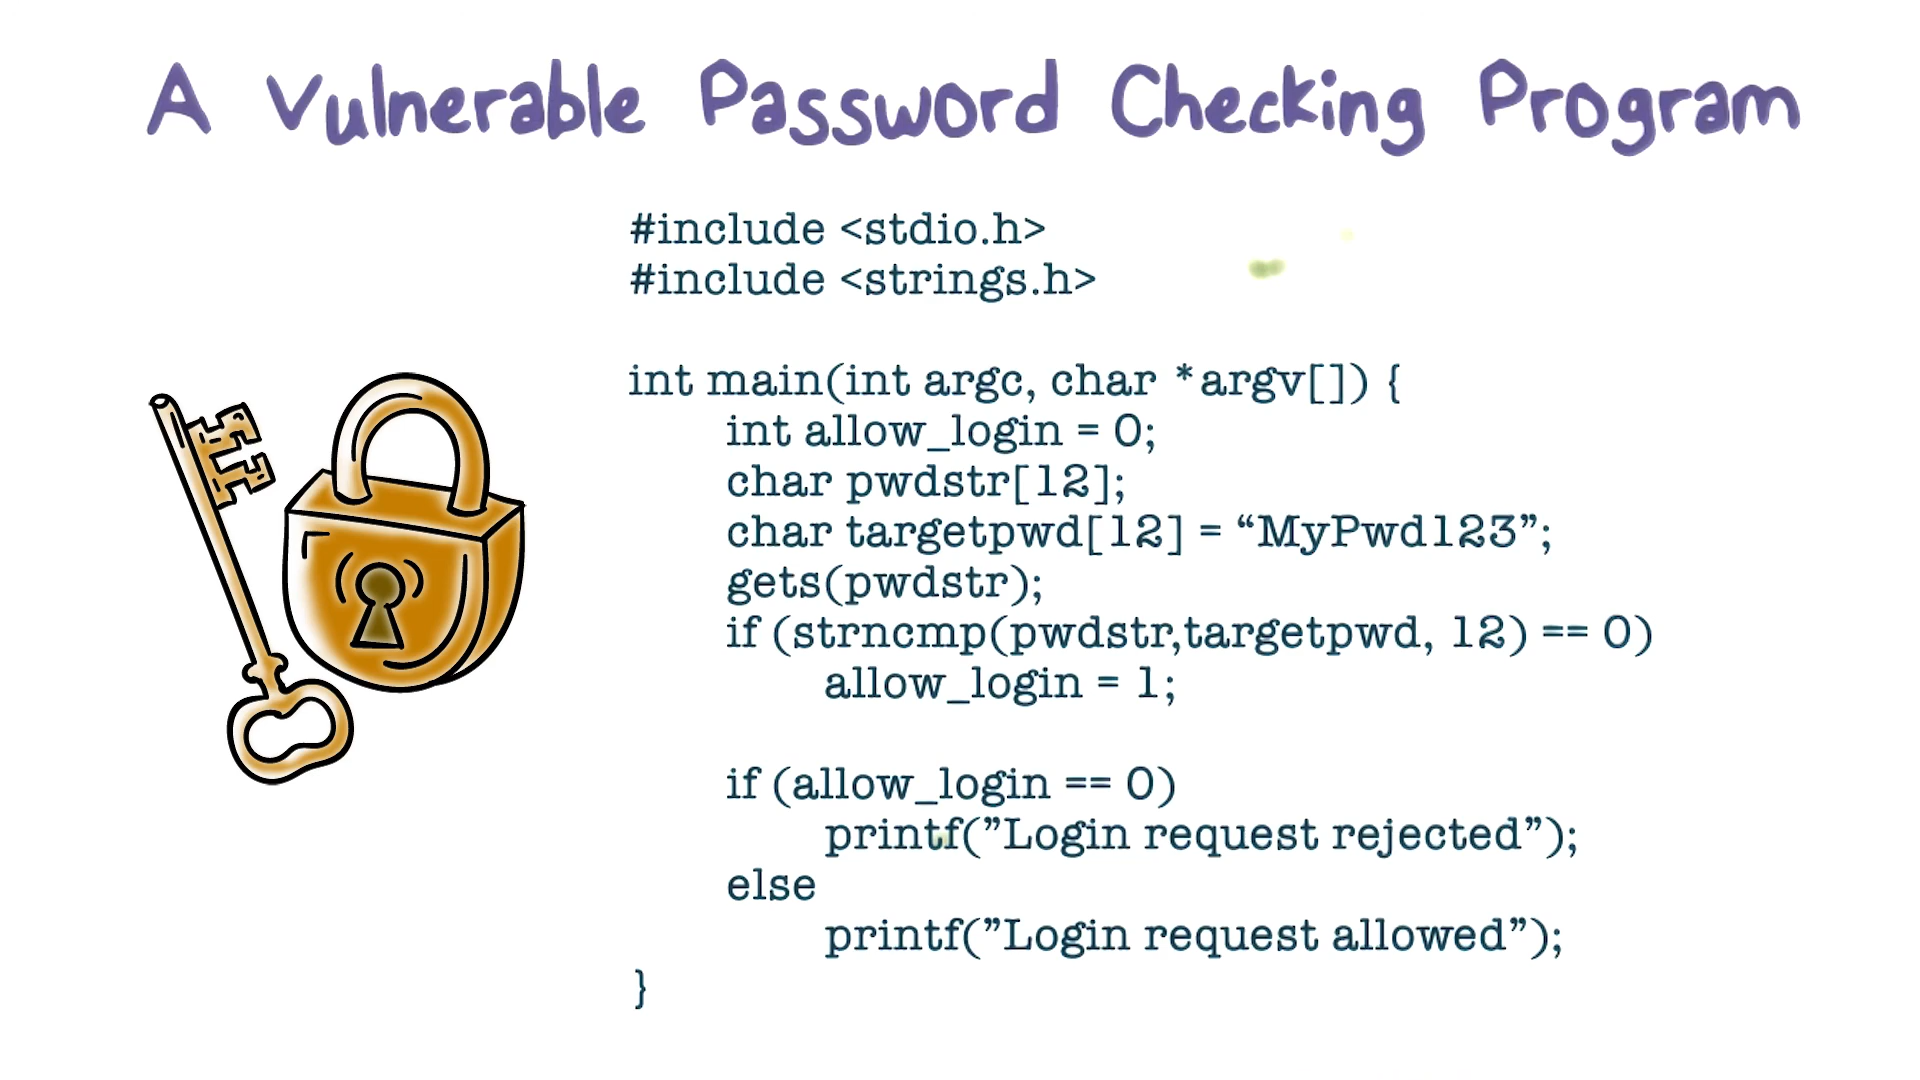 A Vulnerable Password Checking Program
#include <stdio.h>
#include <strings.h>
int main(int argc, char *argv[]) {
int allow_login = 0;
char pwdstr[12];
char targetpwd[12] = “MyPwd123”;
gets(pwdstr);
if (strncmp(pwdstr,targetpwd, 12) == 0)
allow_login = 1;
if (allow_login == 0)
printf(”Login request rejected”);
else
printf(”Login request allowed”);
}